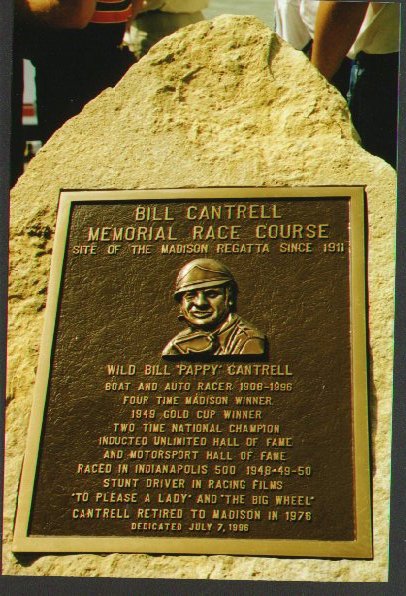 BILL CANTRELL
MEMORIAL RACE COURSE
SITE OF THE MADISON REGATTA SINCE 1911
WILD BILL "PAPPY" CANTRELL
BOAT AND AUTO RACER 1908-1996
FOUR TIME MADISON WINNER
1949 GOLD CUP WINNER
TWO TIME NATIONAL CHAMPION
INDUCTED UNLIMITED HALL OF FAME
AND MOTORSPORT HALL OF FAME
RACED IN INDIANAPOLIS 500 1948-49-50
STUNT DRIVER IN RACING FILMS
"TO PLEASE A LADY" AND "THE BIG WHEEL"
CANTRELL RETIRED TO MADISON IN 1976
DEDICATED JULY 7, 1996